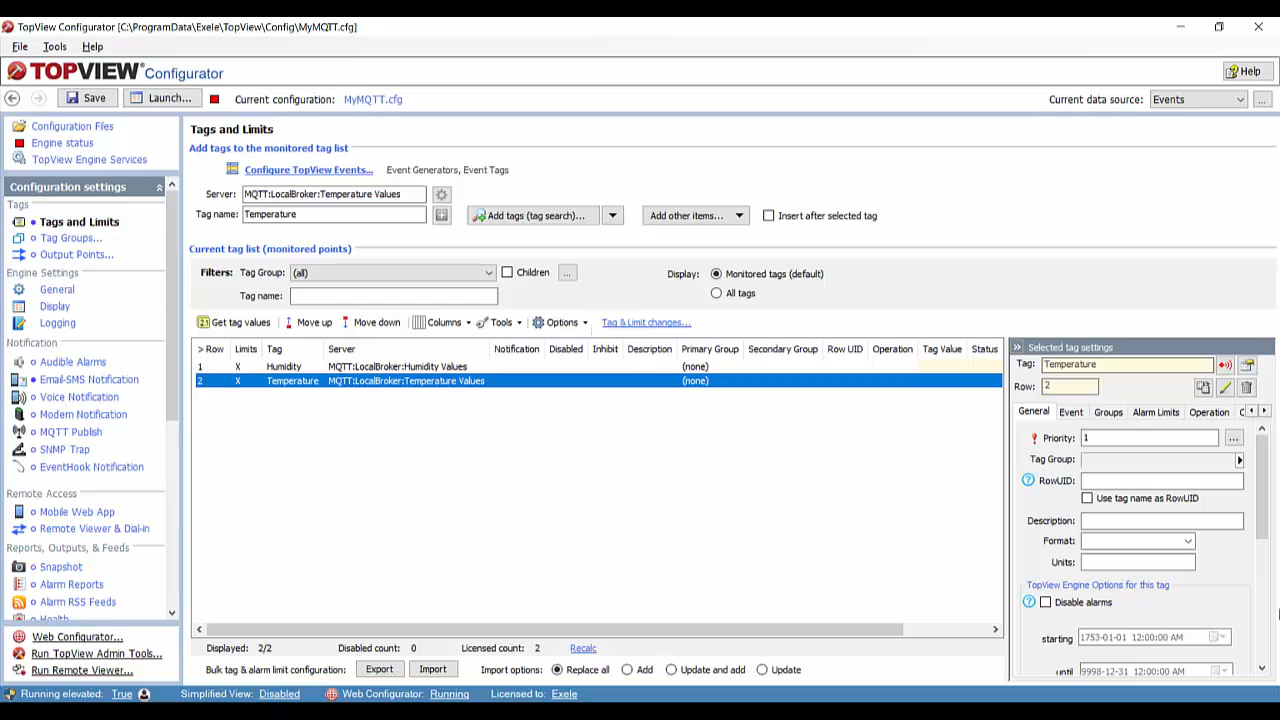 TopView Configurator [C:\ProgramData\Exele\TopView\Config\MyMQTT.cfg]
File Tools Help
TOPVIEW® Configurator
Help
Save Launch... Current configuration: MyMQTT.cfg
Current data source: Events ...
Configuration Files
Engine status
TopView Engine Services
Configuration settings
Tags
Tags and Limits
Tag Groups...
Output Points...
Engine Settings
General
Display
Logging
Notification
Audible Alarms
Email-SMS Notification
Voice Notification
Modem Notification
MQTT Publish
SNMP Trap
EventHook Notification
Remote Access
Mobile Web App
Remote Viewer & Dial-in
Reports, Outputs, & Feeds
Snapshot
Alarm Reports
Alarm RSS Feeds
Health
Web Configurator...
Run TopView Admin Tools...
Run Remote Viewer...
Tags and Limits
Add tags to the monitored tag list
Configure TopView Events... Event Generators, Event Tags
Server: MQTT:LocalBroker:Temperature Values
Tag name: Temperature Add tags (tag search)... Add other items... Insert after selected tag
Current tag list (monitored points)
Filters: Tag Group: (all) Children ... Display: Monitored tags (default)
Tag name: All tags
Get tag values Move up Move down Columns Tools Options Tag & Limit changes...
> Row Limits Tag Server Notification Disabled Inhibit Description Primary Group Secondary Group Row UID Operation Tag Value Status
1 X Humidity MQTT:LocalBroker:Humidity Values (none)
2 X Temperature MQTT:LocalBroker:Temperature Values (none)
Displayed: 2/2 Disabled count: 0 Licensed count: 2 Recalc
Bulk tag & alarm limit configuration: Export Import Import options: Replace all Add Update and add Update
Selected tag settings
Tag: Temperature
Row: 2
General Event Groups Alarm Limits Operation C
Priority: 1 ...
Tag Group:
RowUID:
Use tag name as RowUID
Description:
Format:
Units:
TopView Engine Options for this tag
Disable alarms
starting 1753-01-01 12:00:00 AM
until 9998-12-31 12:00:00 AM
Running elevated: True Simplified View: Disabled Web Configurator: Running Licensed to: Exele